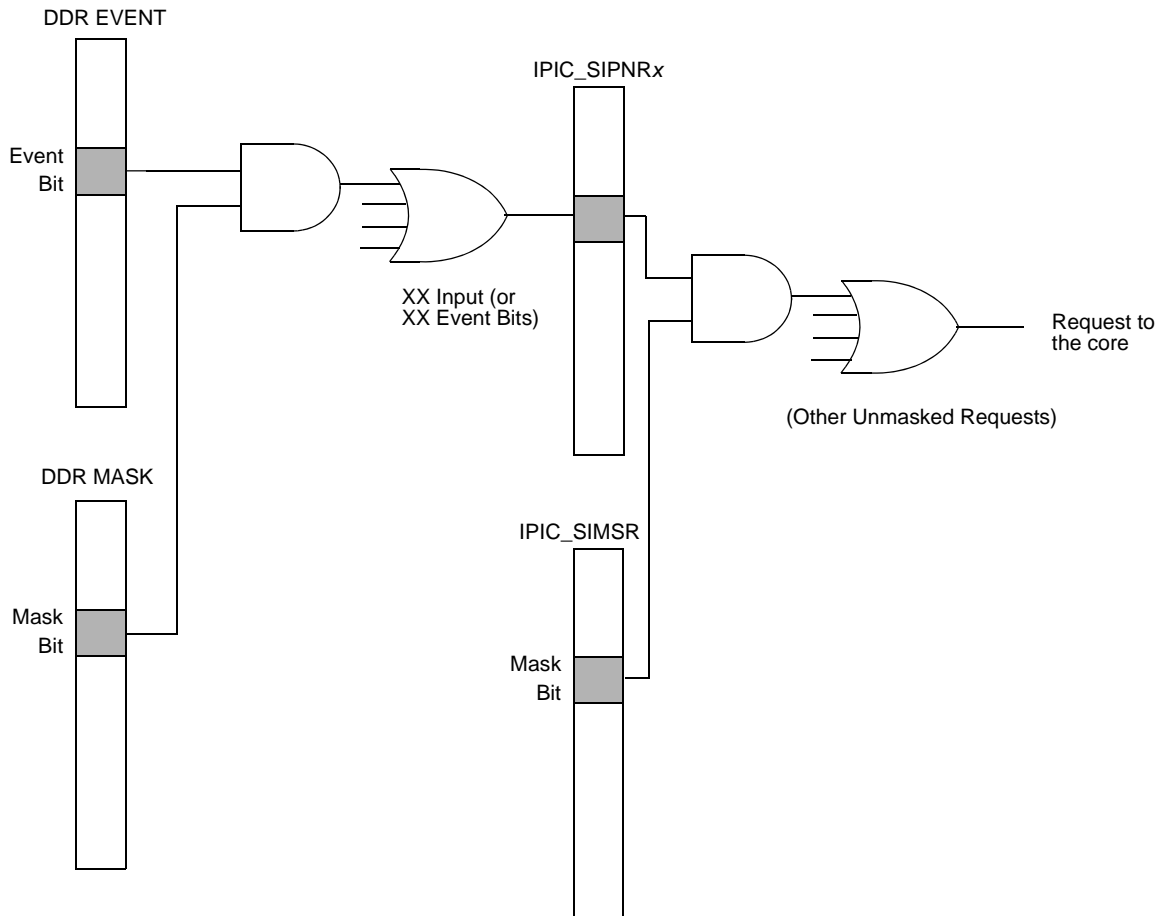 DDR EVENT
IPIC_SIPNRx
Event
Bit
XX Input (or
XX Event Bits)
Request to
the core
(Other Unmasked Requests)
DDR MASK
IPIC_SIMSR
Mask
Bit
Mask
Bit